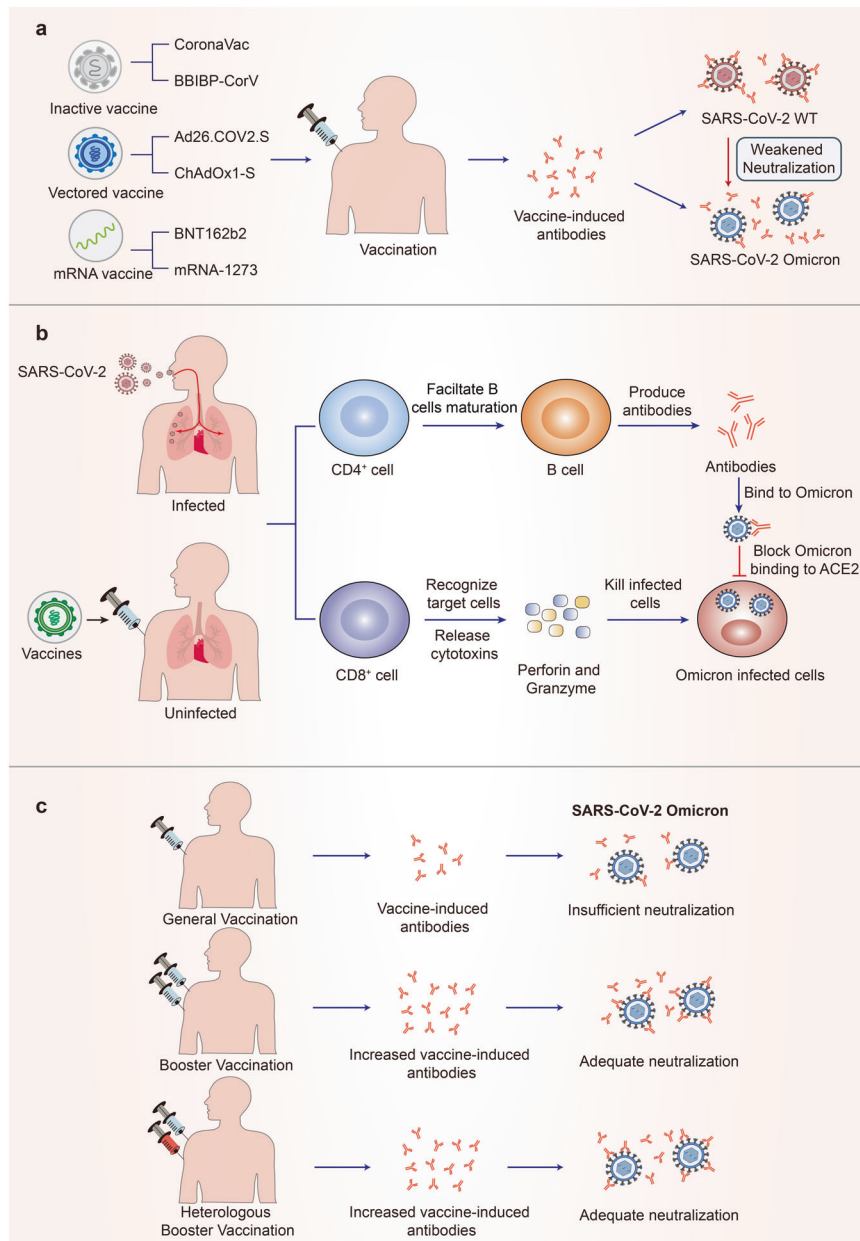 a
CoronaVac
BBIBP-CorV
Inactive vaccine
Ad26.COV2.S
ChAdOx1-S
Vectored vaccine
BNT162b2
mRNA-1273
mRNA vaccine
Vaccination
Vaccine-induced
antibodies
SARS-CoV-2 WT
Weakened
Neutralization
SARS-CoV-2 Omicron
b
SARS-CoV-2
Infected
Vaccines
Uninfected
CD4+ cell
Faciltate B
cells maturation
B cell
Produce
antibodies
Antibodies
Bind to Omicron
Block Omicron
binding to ACE2
CD8+ cell
Recognize
target cells
Release
cytotoxins
Perforin and
Granzyme
Kill infected
cells
Omicron infected cells
c
SARS-CoV-2 Omicron
General Vaccination
Vaccine-induced
antibodies
Insufficient neutralization
Booster Vaccination
Increased vaccine-induced
antibodies
Adequate neutralization
Heterologous
Booster Vaccination
Increased vaccine-induced
antibodies
Adequate neutralization